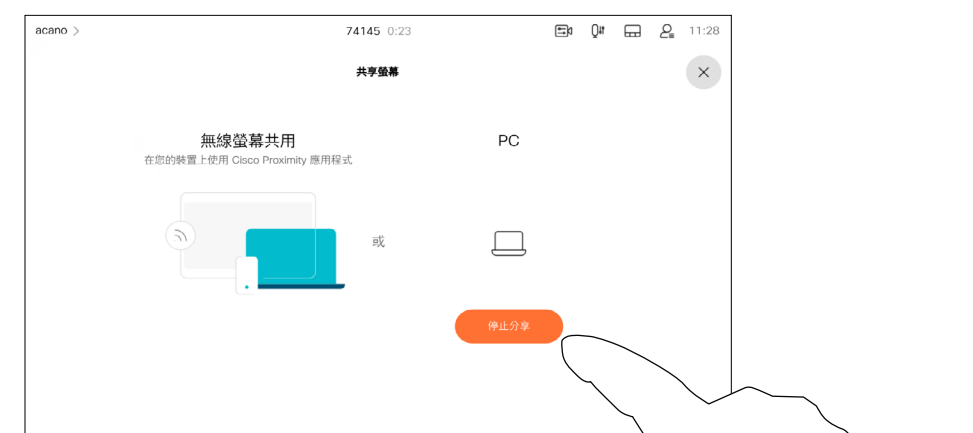 acano >
74145 0:23
11:28
共享螢幕
無線螢幕共用
在您的裝置上使用 Cisco Proximity 應用程式
PC
或
停止分享